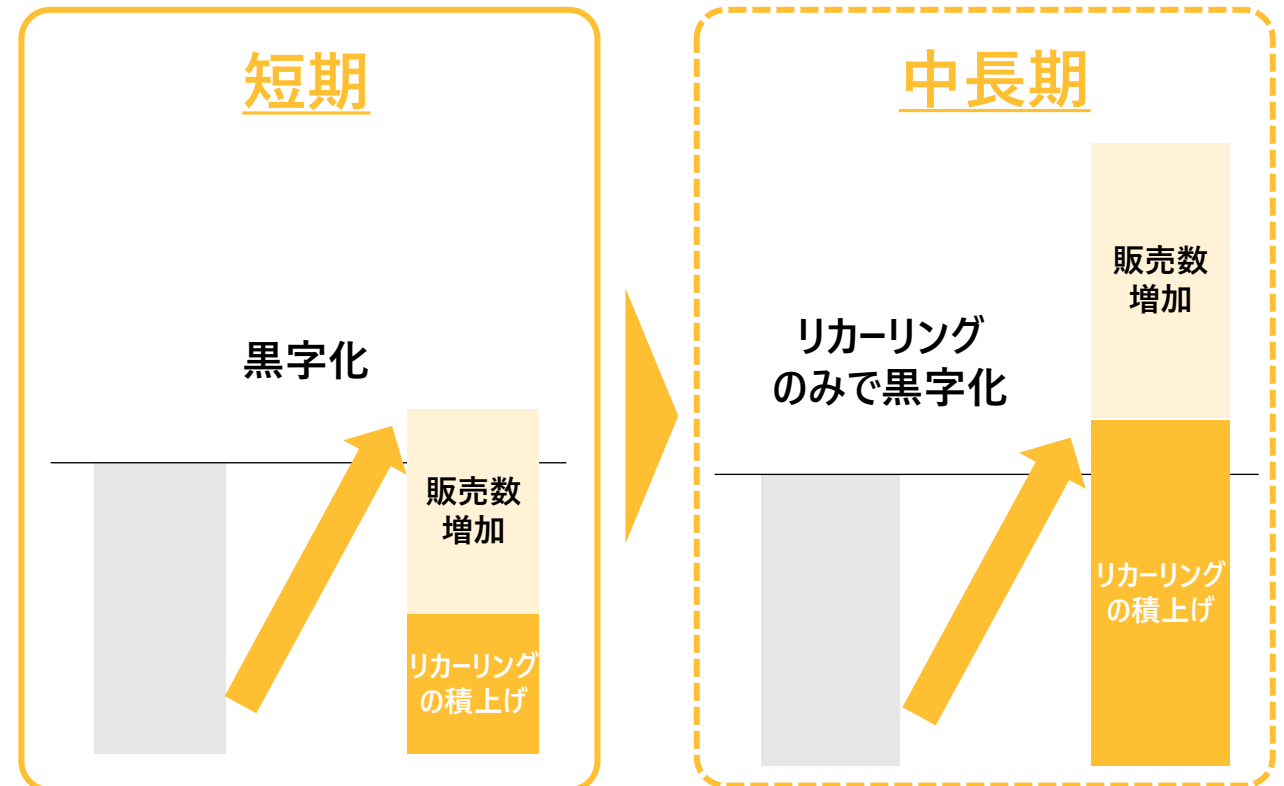 短期
黒字化
販売数
増加
リカーリング
の積上げ
中長期
リカーリング
のみで黒字化
販売数
増加
リカーリング
の積上げ